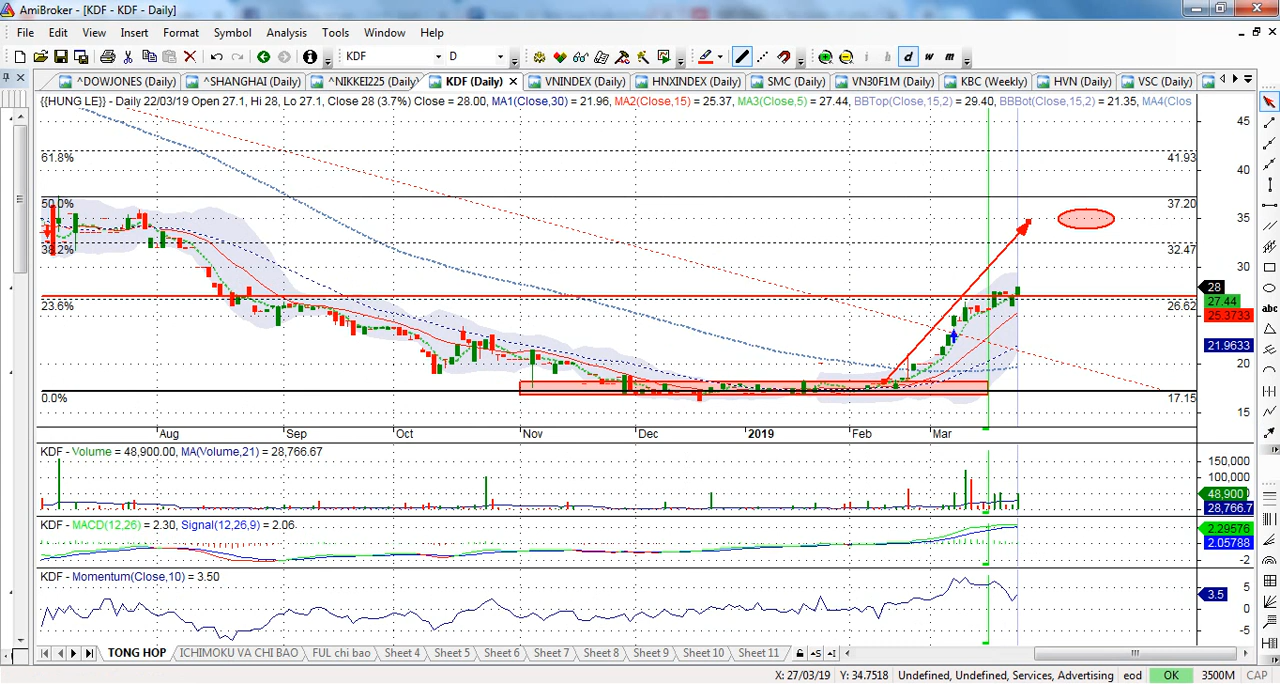 AmiBroker - [KDF - KDF - Daily]
File Edit View Insert Format Symbol Analysis Tools Window Help
KDF D i d w m
^DOWJONES (Daily) ^SHANGHAI (Daily) ^NIKKEI225 (Daily) KDF (Daily) VNINDEX (Daily) HNXINDEX (Daily) SMC (Daily) VN30F1M (Daily) KBC (Weekly) HVN (Daily) VSC (Daily)
{{HUNG LE}} - Daily 22/03/19 Open 27.1, Hi 28, Lo 27.1, Close 28 (3.7%) Close = 28.00, MA1(Close,30) = 21.96, MA2(Close,15) = 25.37, MA3(Close,5) = 27.44, BBTop(Close,15,2) = 29.40, BBBot(Close,15,2) = 21.35, MA4(Clos
45
61.8% 41.93
40
50.0% 37.20
35
38.2% 32.47
30
28
27.44
23.6% 26.62
25.3733
21.9633
20
0.0% 17.15
15
Aug Sep Oct Nov Dec 2019 Feb Mar
KDF - Volume = 48,900.00, MA(Volume,21) = 28,766.67
150,000
100,000
48,900
28,766.7
KDF - MACD(12,26) = 2.30, Signal(12,26,9) = 2.06
2.29576
2.05788
-2
KDF - Momentum(Close,10) = 3.50
5
3.5
0
-5
TONG HOP ICHIMOKU VA CHI BAO FUL chi bao Sheet 4 Sheet 5 Sheet 6 Sheet 7 Sheet 8 Sheet 9 Sheet 10 Sheet 11
X: 27/03/19 Y: 34.7518 Undefined, Undefined, Services, Advertising eod OK 3500M CAP
abc